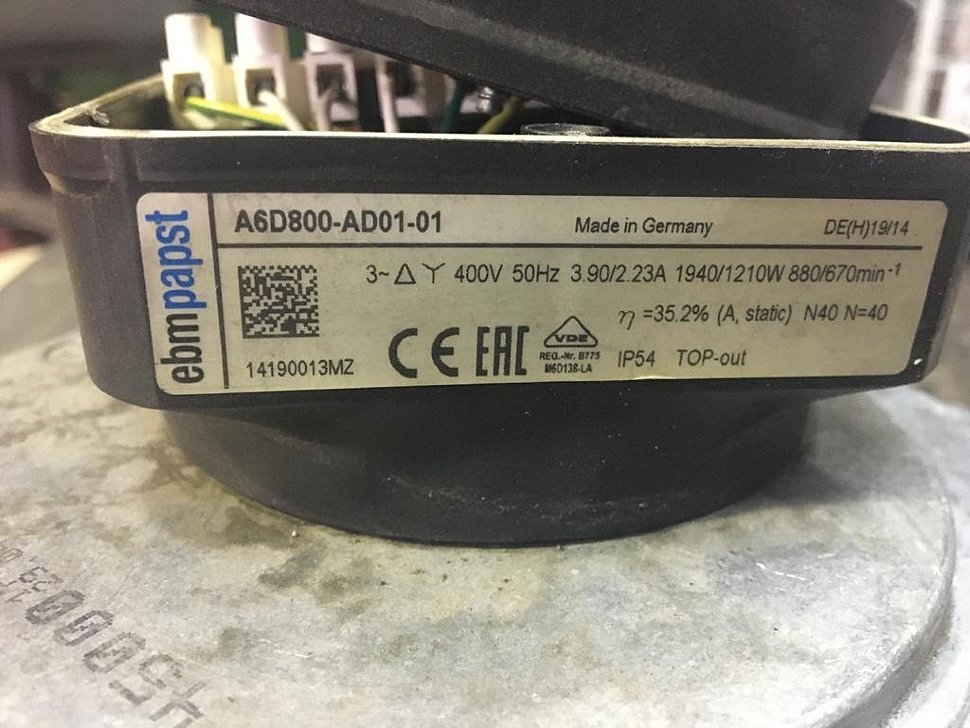 ebmpapst
A6D800-AD01-01 Made in Germany DE(H)19/14
3~ △ Y 400V 50Hz 3.90/2.23A 1940/1210W 880/670min⁻¹
η =35.2% (A, static) N40 N=40
14190013MZ CE EAC VDE REG.-Nr. B775 M6D138-LA IP54 TOP-out
45000